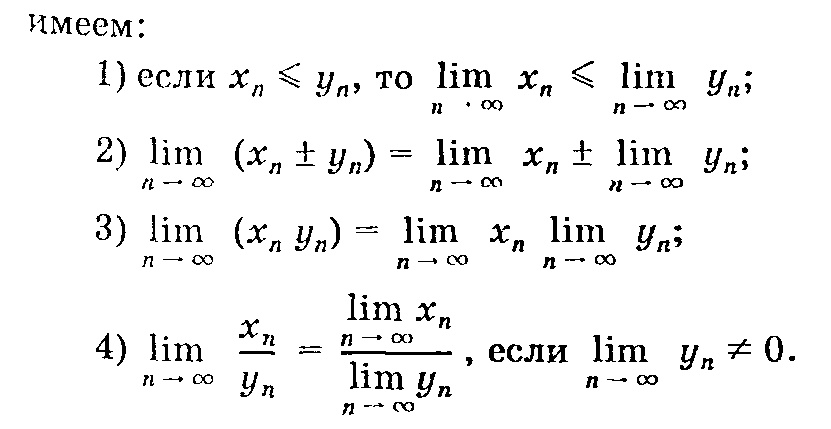 имеем:
1) если xₙ ⩽ yₙ, то lim n→∞ xₙ ⩽ lim n→∞ yₙ;
2) lim n→∞ (xₙ ± yₙ) = lim n→∞ xₙ ± lim n→∞ yₙ;
3) lim n→∞ (xₙ yₙ) = lim n→∞ xₙ lim n→∞ yₙ;
4) lim n→∞ xₙ/yₙ = lim n→∞ xₙ / lim n→∞ yₙ, если lim n→∞ yₙ ≠ 0.